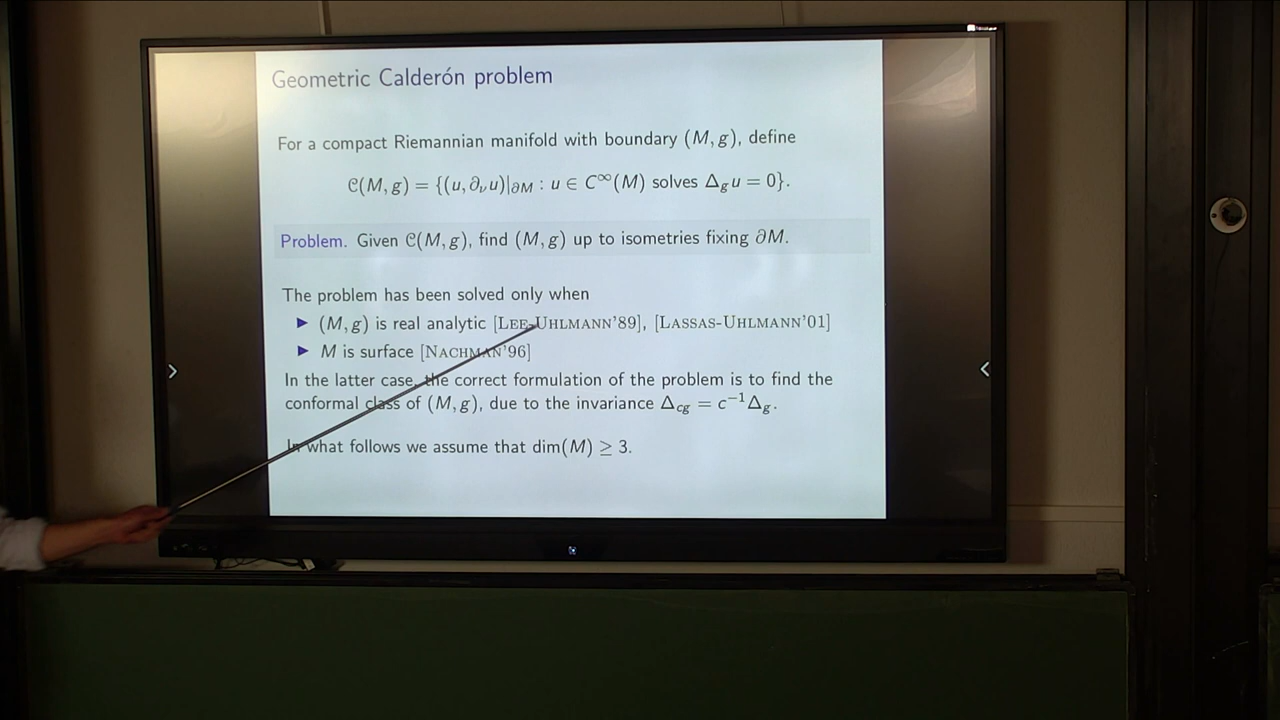 Geometric Calderón problem
For a compact Riemannian manifold with boundary (M, g), define
𝒞(M, g) = {(u, ∂_ν u)|_∂M : u ∈ C^∞(M) solves Δ_g u = 0}.
Problem. Given 𝒞(M, g), find (M, g) up to isometries fixing ∂M.
The problem has been solved only when
▶ (M, g) is real analytic [Lee-Uhlmann'89], [Lassas-Uhlmann'01]
▶ M is surface [Nachman'96]
In the latter case, the correct formulation of the problem is to find the
conformal class of (M, g), due to the invariance Δ_cg = c^−1 Δ_g.
In what follows we assume that dim(M) ≥ 3.